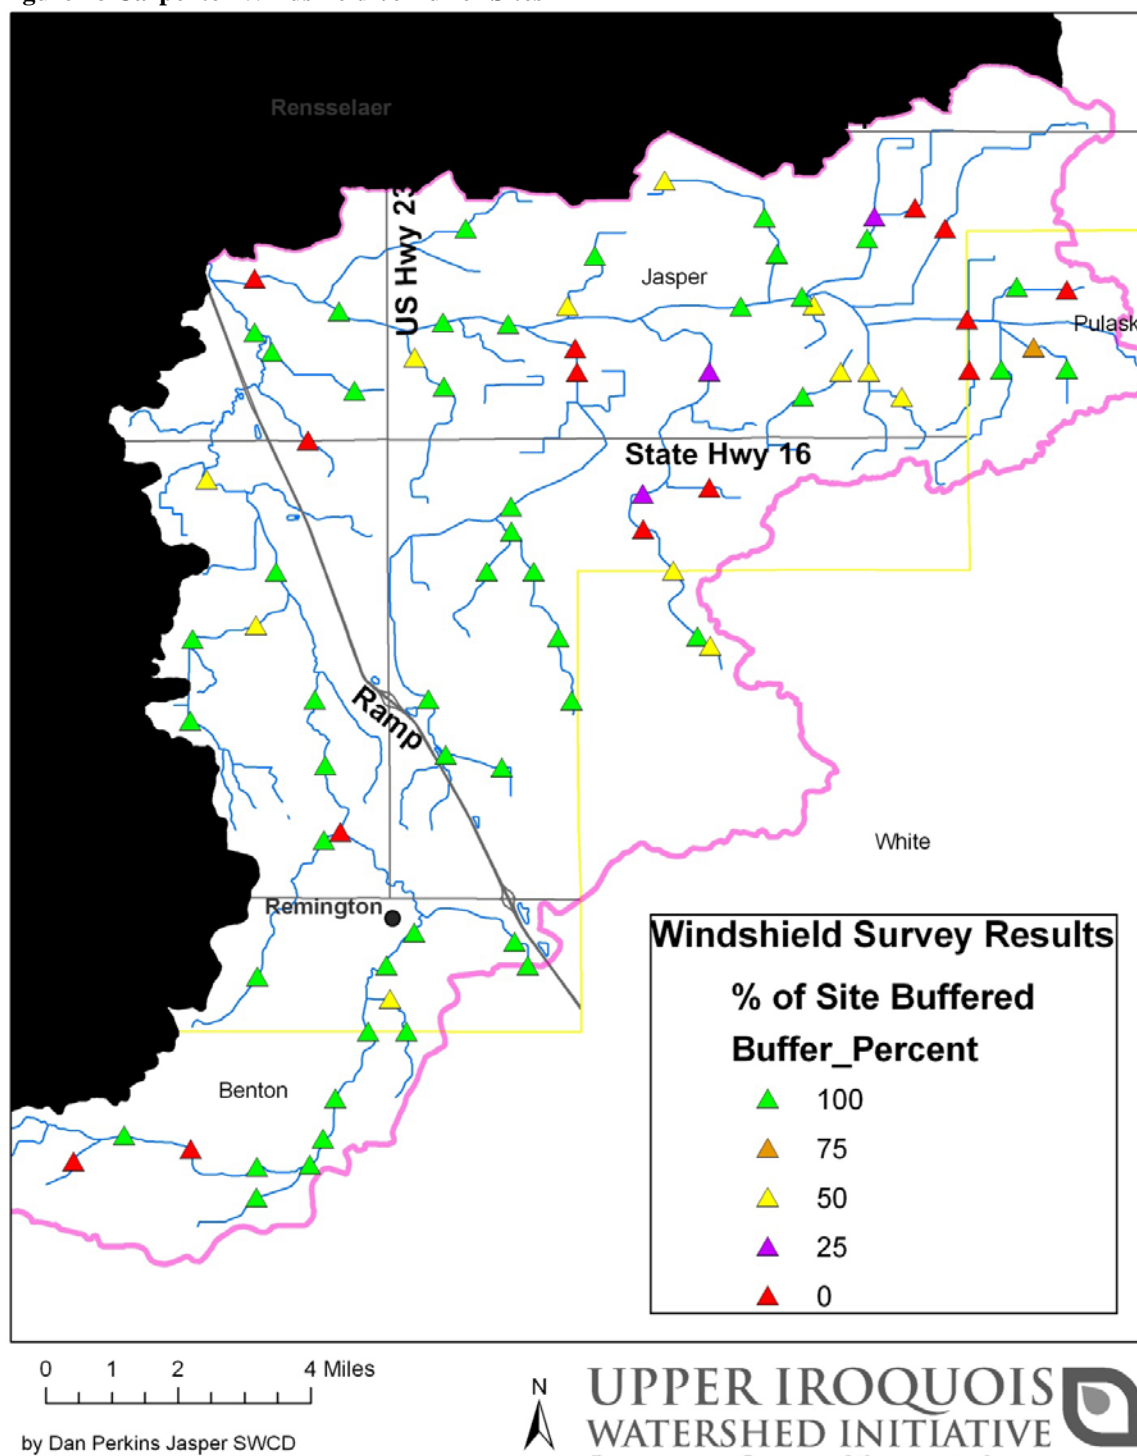 Rensselaer
US Hwy 23
Jasper
Pulask
State Hwy 16
Ramp
White
Remington
Benton
Windshield Survey Results
% of Site Buffered
Buffer_Percent
100
75
50
25
0
0 1 2 4 Miles
N
by Dan Perkins Jasper SWCD
UPPER IROQUOIS
WATERSHED INITIATIVE